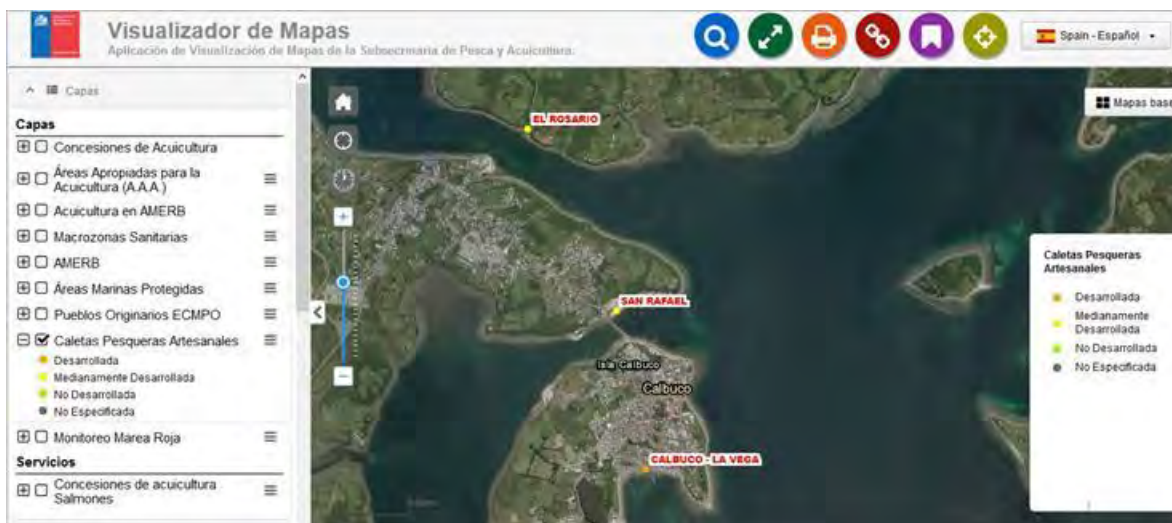 Visualizador de Mapas
Aplicación de Visualización de Mapas de la Subsecretaria de Pesca y Acuicultura.
Spain - Español
Capas
Capas
Concesiones de Acuicultura
Áreas Apropiadas para la
Acuicultura (A.A.A.)
Acuicultura en AMERB
Macrozonas Sanitarias
AMERB
Áreas Marinas Protegidas
Pueblos Originarios ECMPO
Caletas Pesqueras Artesanales
Desarrollada
Medianamente Desarrollada
No Desarrollada
No Especificada
Monitoreo Marea Roja
Servicios
Concesiones de acuicultura
Salmones
EL ROSARIO
SAN RAFAEL
Isla Calbuco
Calbuco
CALBUCO - LA VEGA
Mapas base
Caletas Pesqueras
Artesanales
Desarrollada
Medianamente
Desarrollada
No Desarrollada
No Especificada